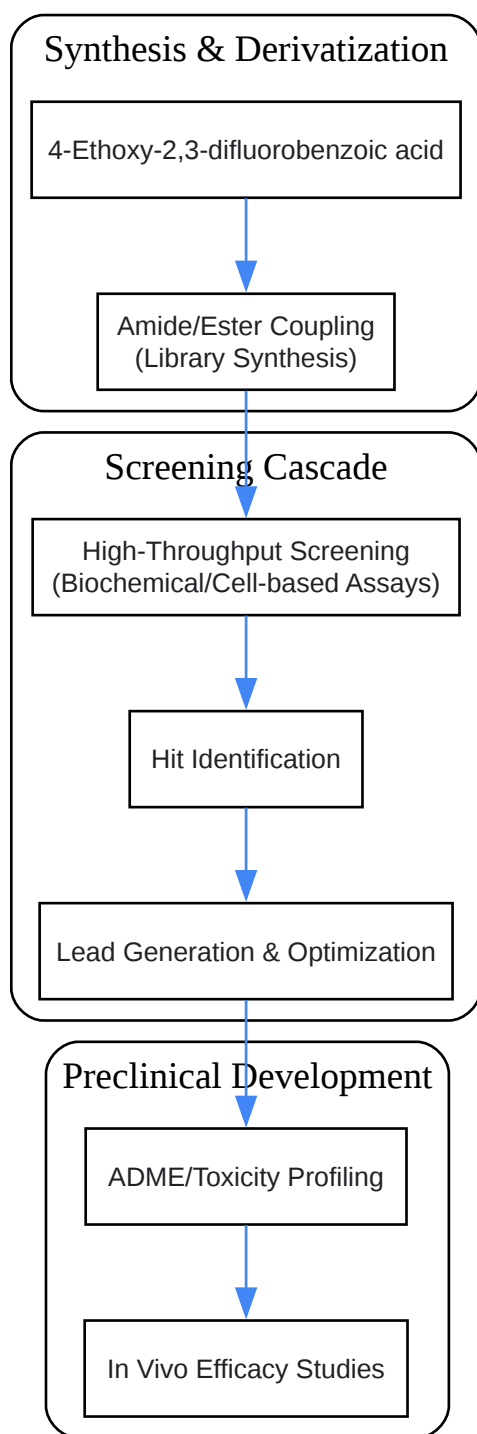 Synthesis & Derivatization
4-Ethoxy-2,3-difluorobenzoic acid
Amide/Ester Coupling
(Library Synthesis)
Screening Cascade
High-Throughput Screening
(Biochemical/Cell-based Assays)
Hit Identification
Lead Generation & Optimization
Preclinical Development
ADME/Toxicity Profiling
In Vivo Efficacy Studies